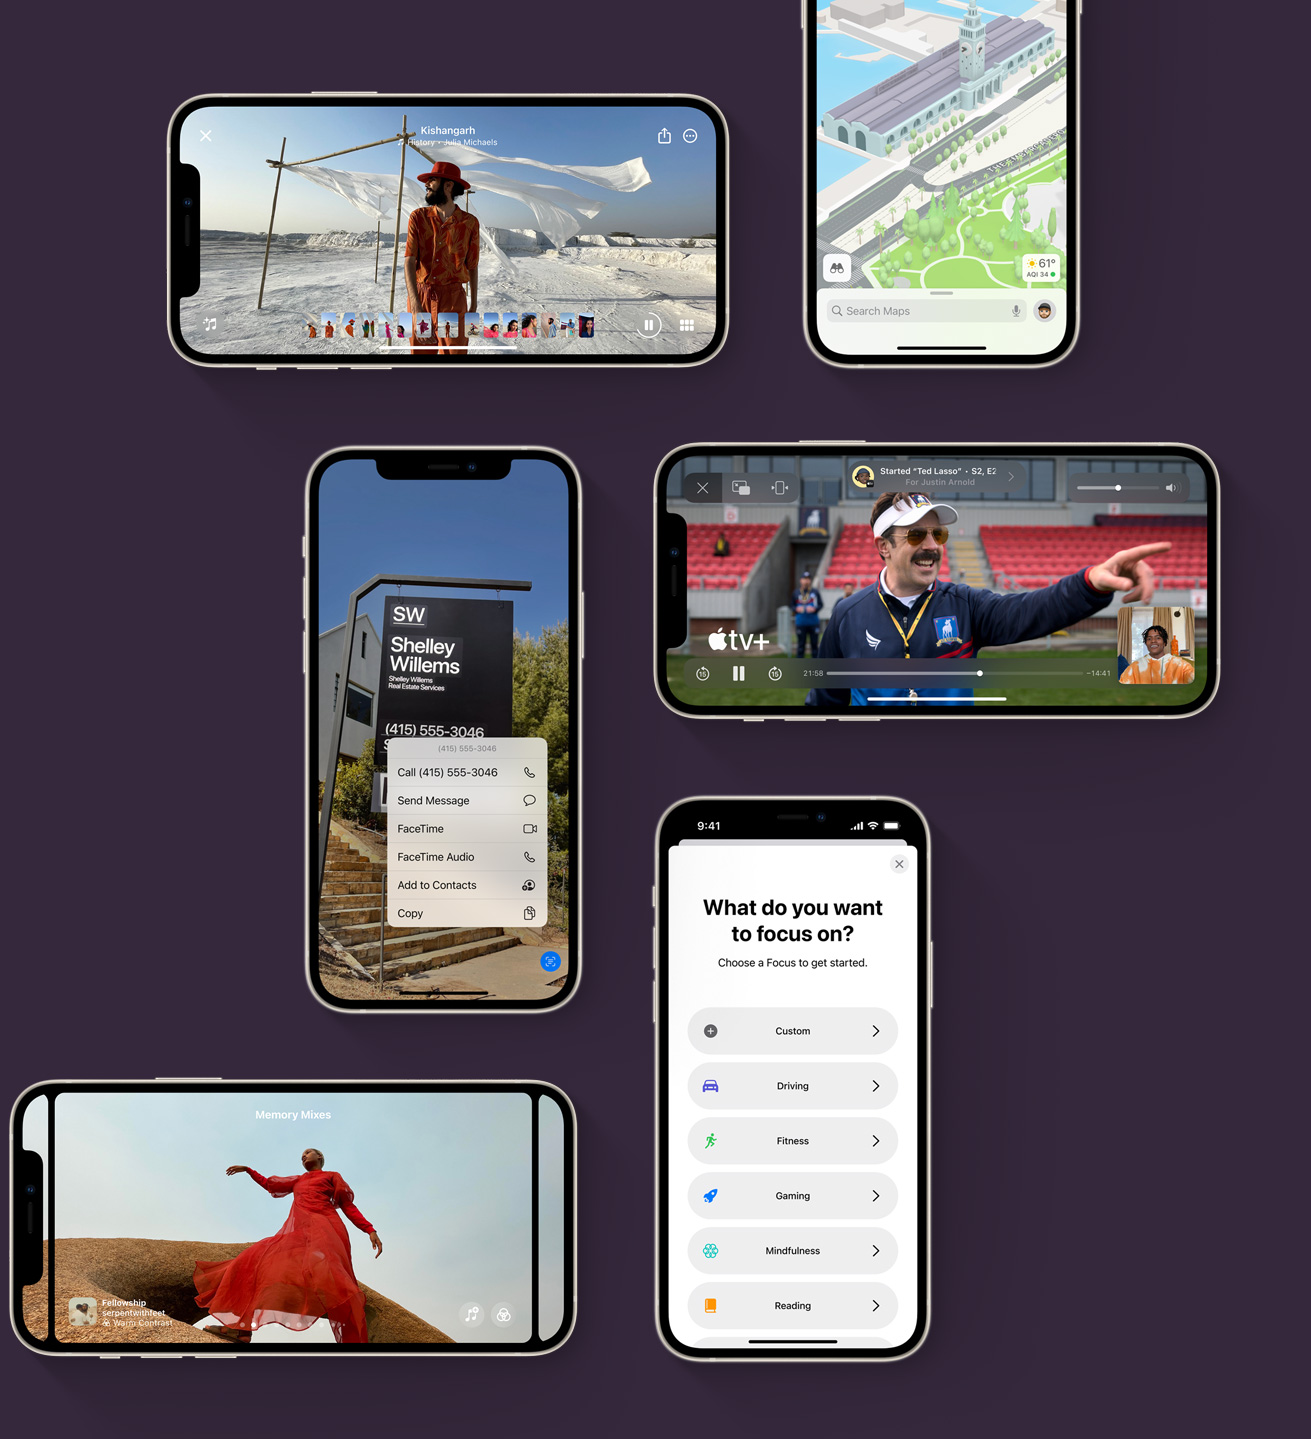 Kishangarh
History • Julia Michaels
61°
AQI 34
Search Maps
SW
Shelley
Willems
Shelley Willems
Real Estate Services
(415) 555-3046
(415) 555-3046
Call (415) 555-3046
Send Message
FaceTime
FaceTime Audio
Add to Contacts
Copy
Started “Ted Lasso” • S2, E2
For Justin Arnold
tv+
15
15
21:58
−14:41
9:41
What do you want
to focus on?
Choose a Focus to get started.
Custom
Driving
Fitness
Gaming
Mindfulness
Reading
Memory Mixes
Fellowship
serpentwithfeet
Warm Contrast